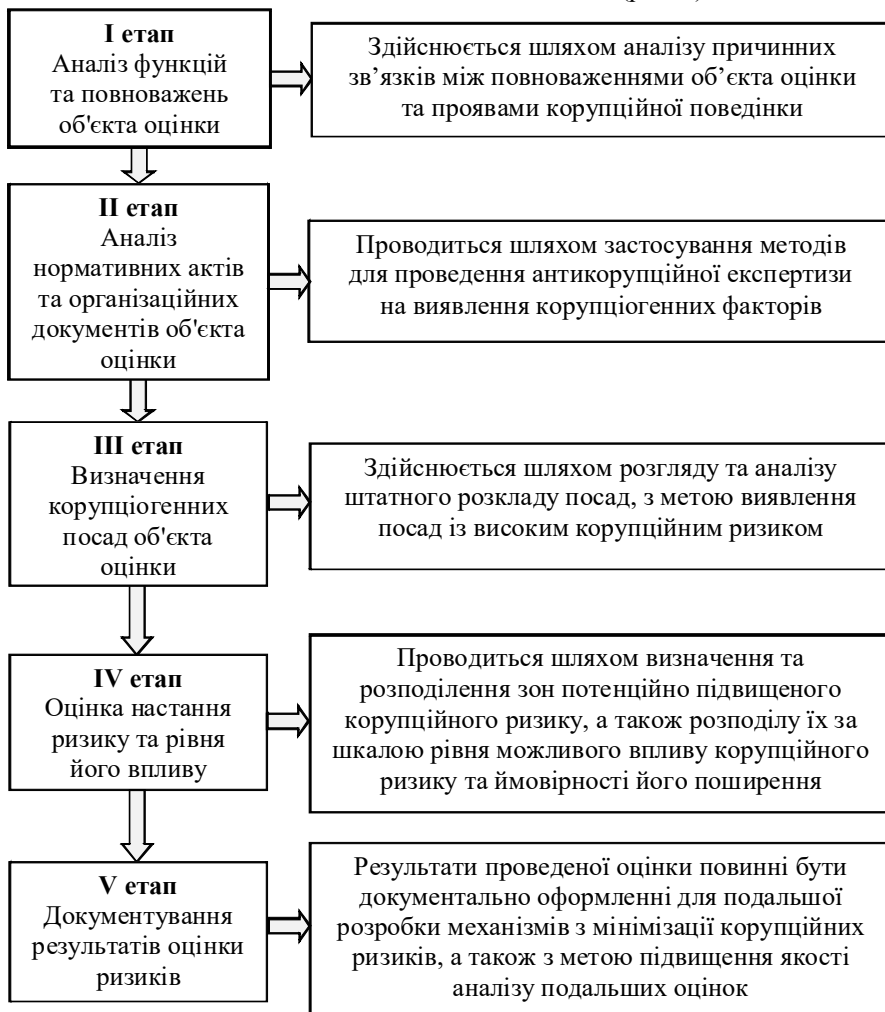 І етап
Аналіз функцій
та повноважень
об'єкта оцінки
Здійснюється шляхом аналізу причинних
зв’язків між повноваженнями об’єкта оцінки
та проявами корупційної поведінки
ІІ етап
Аналіз
нормативних актів
та організаційних
документів об'єкта
оцінки
Проводиться шляхом застосування методів
для проведення антикорупційної експертизи
на виявлення корупціогенних факторів
ІІІ етап
Визначення
корупціогенних
посад об'єкта
оцінки
Здійснюється шляхом розгляду та аналізу
штатного розкладу посад, з метою виявлення
посад із високим корупційним ризиком
IV етап
Оцінка настання
ризику та рівня
його впливу
Проводиться шляхом визначення та
розподілення зон потенційно підвищеного
корупційного ризику, а також розподілу їх за
шкалою рівня можливого впливу корупційного
ризику та ймовірності його поширення
V етап
Документування
результатів оцінки
ризиків
Результати проведеної оцінки повинні бути
документально оформленні для подальшої
розробки механізмів з мінімізації корупційних
ризиків, а також з метою підвищення якості
аналізу подальших оцінок